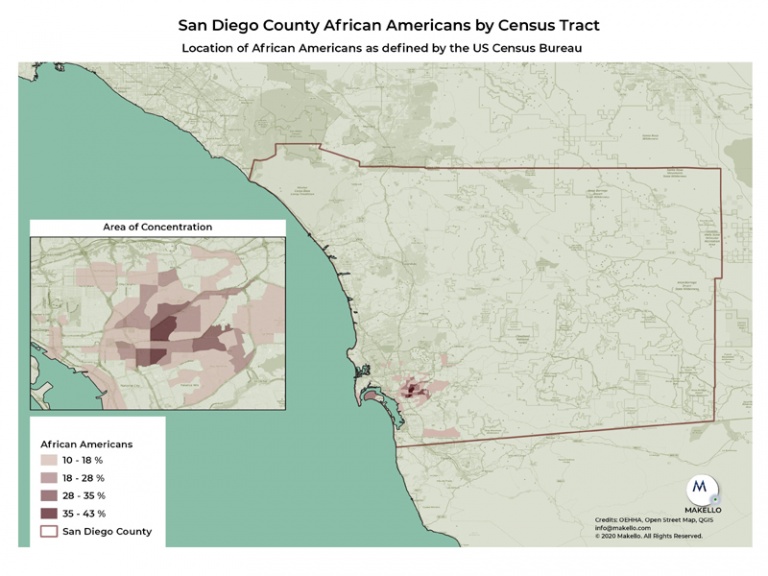 San Diego County African Americans by Census Tract
Location of African Americans as defined by the US Census Bureau
Area of Concentration
African Americans
10 - 18 %
18 - 28 %
28 - 35 %
35 - 43 %
San Diego County
M
MAKELLO
Credits: OEHHA, Open Street Map, QGIS
info@makello.com
© 2020 Makello. All Rights Reserved.